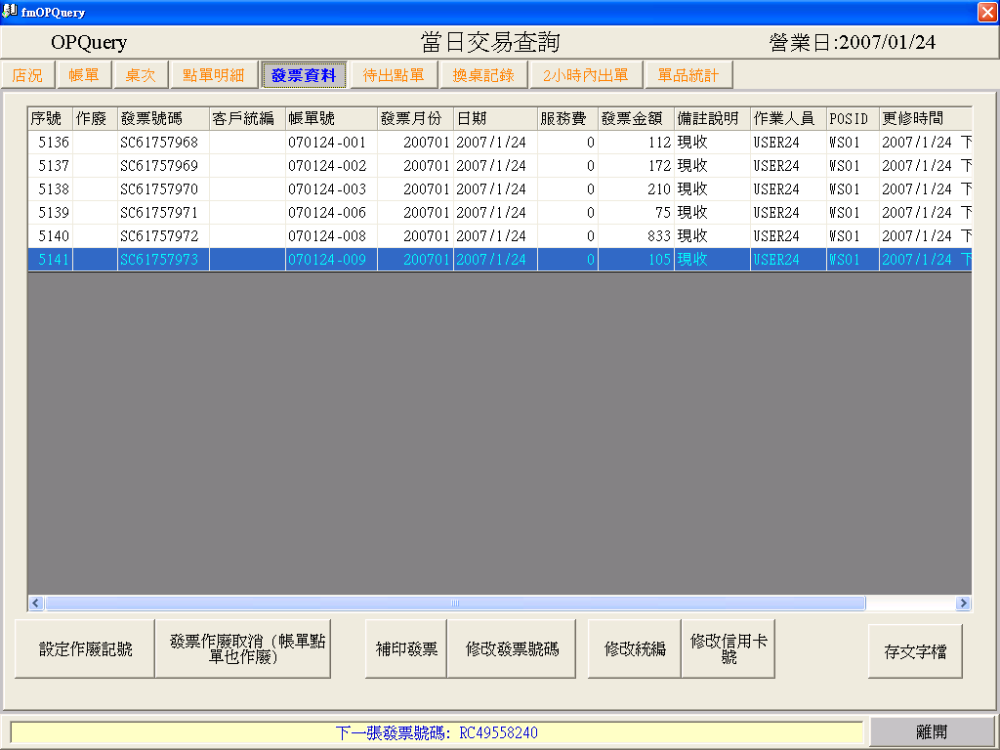 fmOPQuery
OPQuery 當日交易查詢 營業日:2007/01/24
店況 帳單 桌次 點單明細 發票資料 待出點單 換桌記錄 2小時內出單 單品統計
序號 作廢 發票號碼 客戶統編 帳單號 發票月份 日期 服務費 發票金額 備註說明 作業人員 POSID 更修時間
5136 SC61757968 070124-001 200701 2007/1/24 0 112 現收 USER24 WS01 2007/1/24 下
5137 SC61757969 070124-002 200701 2007/1/24 0 172 現收 USER24 WS01 2007/1/24 下
5138 SC61757970 070124-003 200701 2007/1/24 0 210 現收 USER24 WS01 2007/1/24 下
5139 SC61757971 070124-006 200701 2007/1/24 0 75 現收 USER24 WS01 2007/1/24 下
5140 SC61757972 070124-008 200701 2007/1/24 0 833 現收 USER24 WS01 2007/1/24 下
5141 SC61757973 070124-009 200701 2007/1/24 0 105 現收 USER24 WS01 2007/1/24 下
設定作廢記號 發票作廢取消（帳單點
單也作廢） 補印發票 修改發票號碼 修改統編 修改信用卡
號 存文字檔
下一張發票號碼: RC49558240 離開